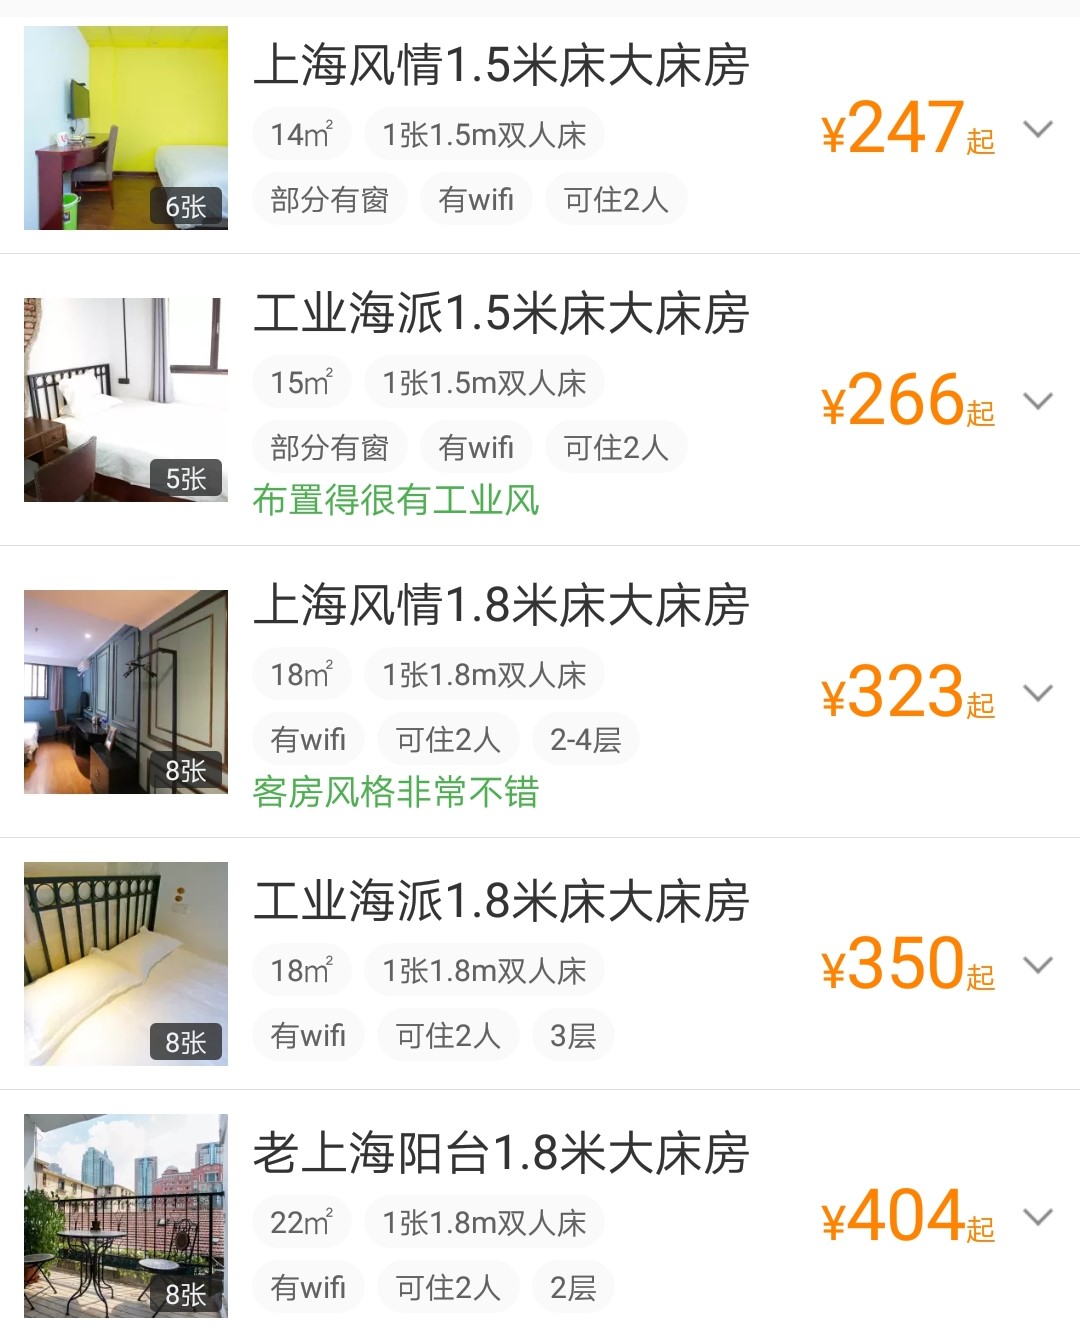 上海风情1.5米床大床房
14㎡ 1张1.5m双人床
部分有窗 有wifi 可住2人
¥247起
6张
工业海派1.5米床大床房
15㎡ 1张1.5m双人床
部分有窗 有wifi 可住2人
布置得很有工业风
¥266起
5张
上海风情1.8米床大床房
18㎡ 1张1.8m双人床
有wifi 可住2人 2-4层
客房风格非常不错
¥323起
8张
工业海派1.8米床大床房
18㎡ 1张1.8m双人床
有wifi 可住2人 3层
¥350起
8张
老上海阳台1.8米大床房
22㎡ 1张1.8m双人床
有wifi 可住2人 2层
¥404起
8张